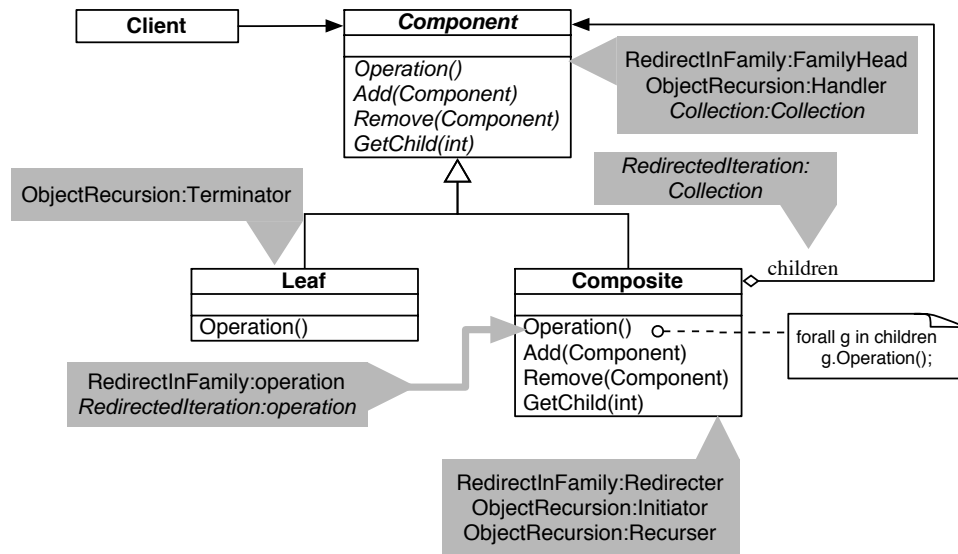 Client
Component
Operation()
Add(Component)
Remove(Component)
GetChild(int)
RedirectInFamily:FamilyHead
ObjectRecursion:Handler
Collection:Collection
RedirectedIteration:
Collection
ObjectRecursion:Terminator
children
Leaf
Operation()
Composite
Operation()
Add(Component)
Remove(Component)
GetChild(int)
forall g in children
g.Operation();
RedirectInFamily:operation
RedirectedIteration:operation
RedirectInFamily:Redirecter
ObjectRecursion:Initiator
ObjectRecursion:Recurser